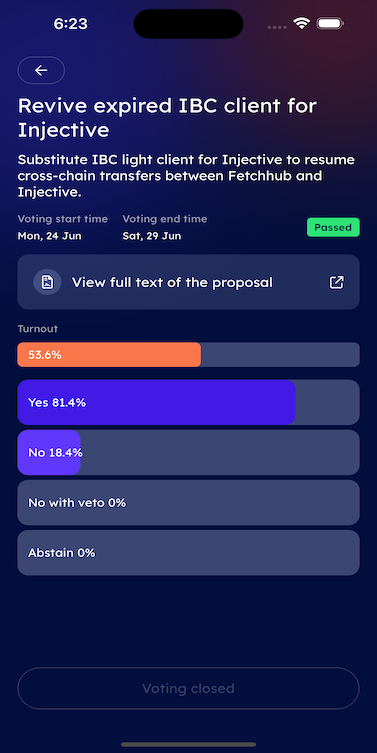 6:23
Revive expired IBC client for
Injective
Substitute IBC light client for Injective to resume
cross-chain transfers between Fetchhub and
Injective.
Voting start time Voting end time
Mon, 24 Jun Sat, 29 Jun
Passed
View full text of the proposal
Turnout
53.6%
Yes 81.4%
No 18.4%
No with veto 0%
Abstain 0%
Voting closed